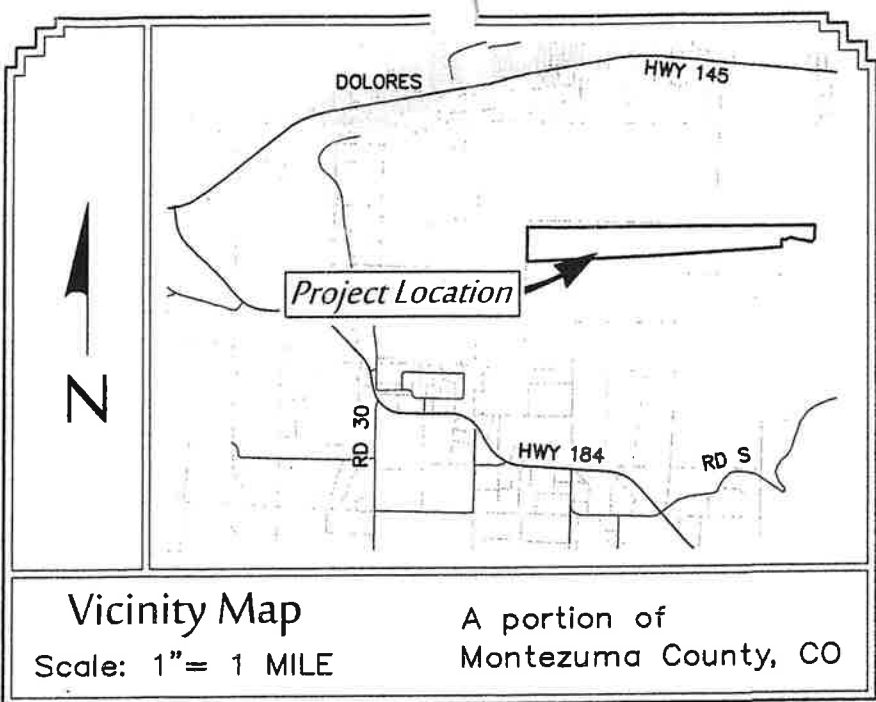 DOLORES
HWY 145
Project Location
N
RD 30
HWY 184
RD S
Vicinity Map
Scale: 1"= 1 MILE
A portion of
Montezuma County, CO